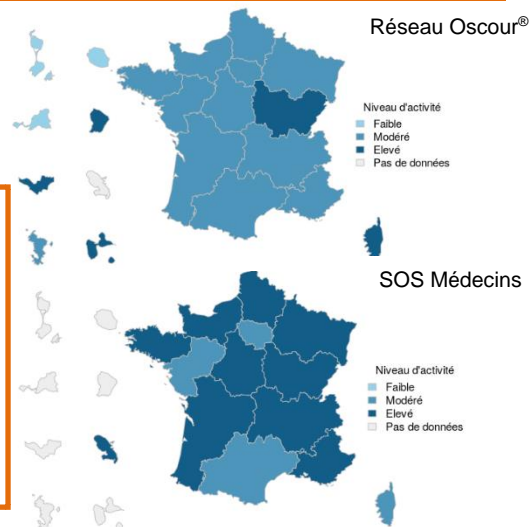 Réseau Oscour®
Niveau d'activité
Faible
Modéré
Elevé
Pas de données
SOS Médecins
Niveau d'activité
Faible
Modéré
Elevé
Pas de données